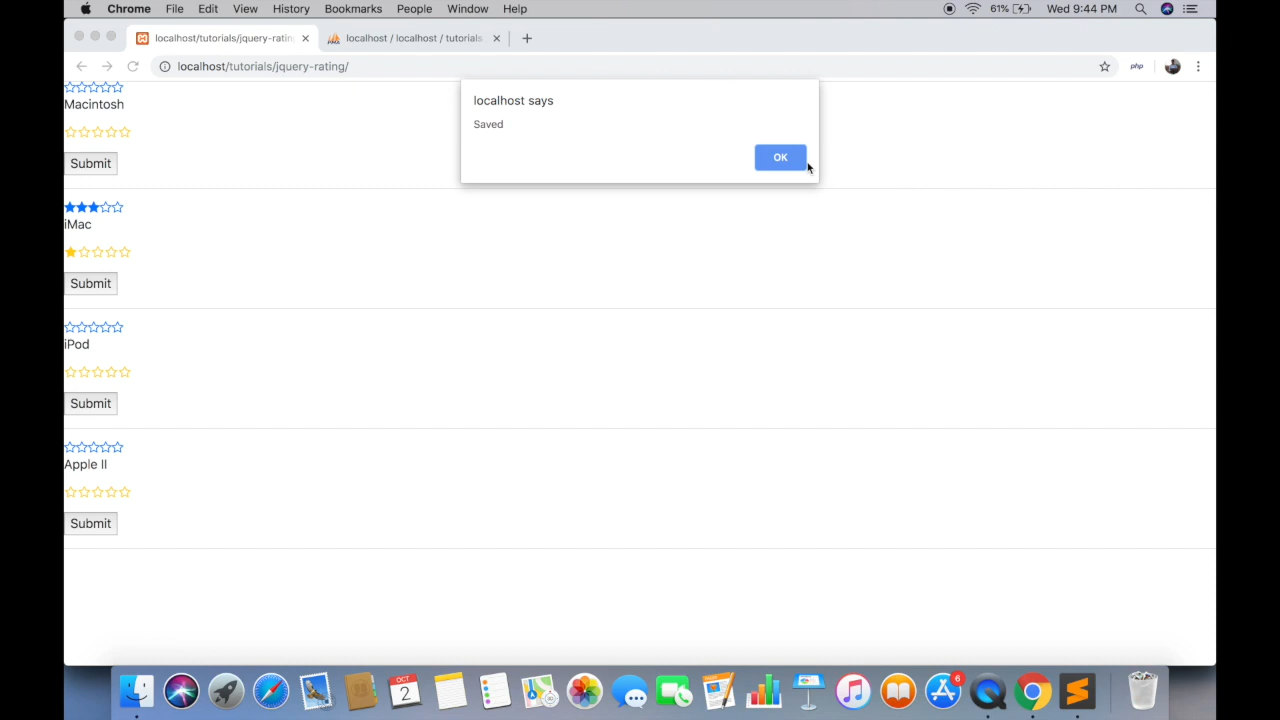 Chrome File Edit View History Bookmarks People Window Help 61% Wed 9:44 PM
localhost/tutorials/jquery-ratin localhost / localhost / tutorials
localhost/tutorials/jquery-rating/ php
localhost says
Saved
OK
Macintosh
Submit
iMac
Submit
iPod
Submit
Apple II
Submit
OCT
2
6